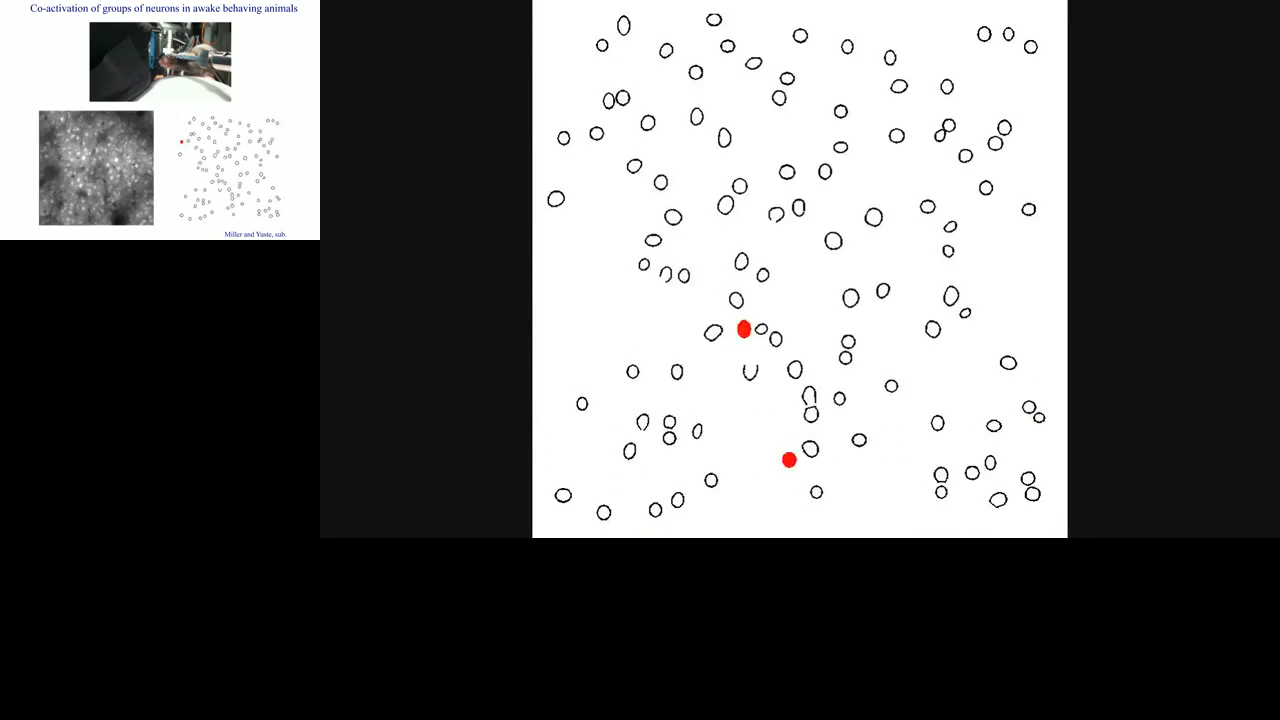 Co-activation of groups of neurons in awake behaving animals
Miller and Yuste, sub.